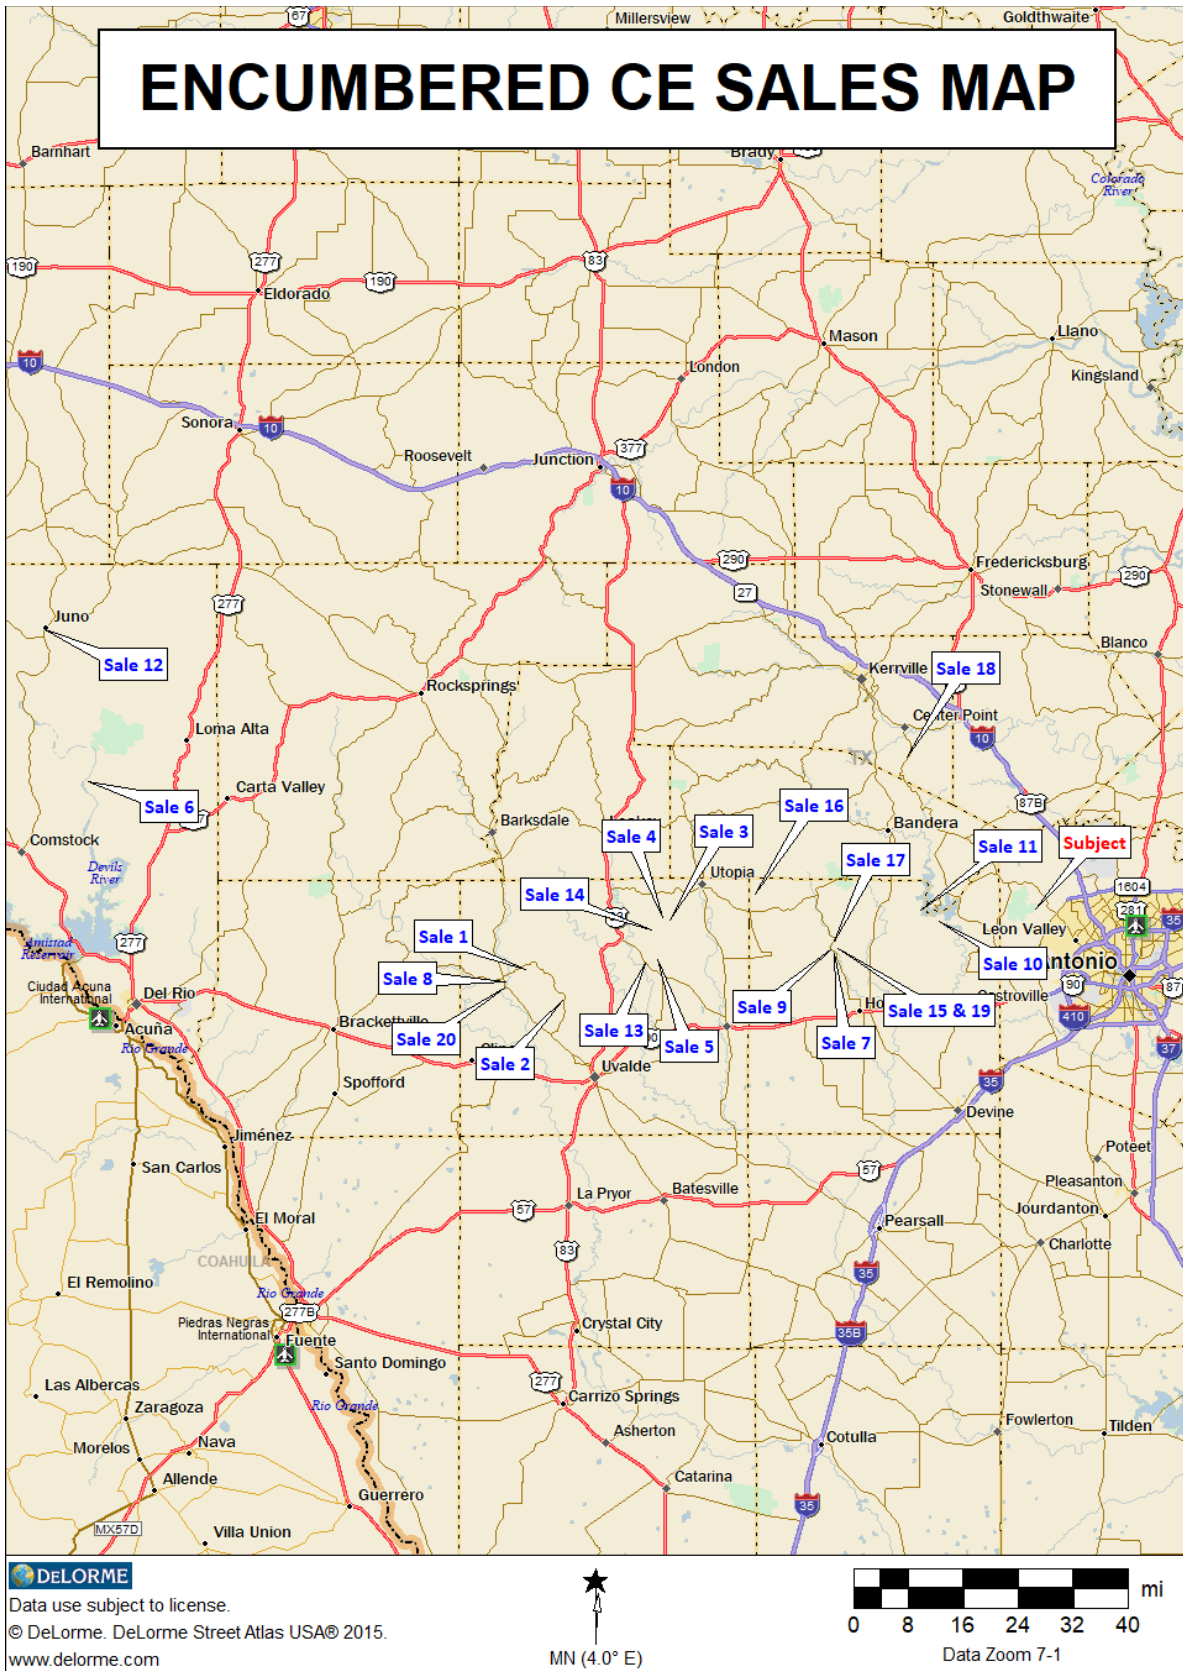 67
Millersview
Goldthwaite
ENCUMBERED CE SALES MAP
Barnhart
Brady
Colorado
River
190
277
83
190
Eldorado
Mason
Llano
10
London
Kingsland
Sonora
10
377
Roosevelt
Junction
10
290
Fredericksburg
27
290
Stonewall
277
Juno
Blanco
Sale 12
Kerrville
Sale 18
Rocksprings
Center Point
Loma Alta
10
TX
Carta Valley
Sale 6
87B
Sale 16
Barksdale
Bandera
Sale 4
Sale 3
Comstock
Sale 17
Sale 11
Subject
Devils
River
Utopia
1604
Sale 14
281
35
83
Leon Valley
Sale 1
277
Amistad
Reservoir
Antonio
Sale 10
Sale 8
90
87
Ciudad Acuna
International
Del Rio
Castroville
Sale 9
Sale 15 & 19
410
Acuña
Brackettville
Sale 20
Sale 13
Sale 5
Sale 7
Rio Grande
37
Sale 2
Uvalde
Spofford
35
Devine
Jiménez
Poteet
San Carlos
57
Pleasanton
La Pryor
Batesville
57
Jourdanton
El Moral
Pearsall
83
Charlotte
COAHUILA
35
El Remolino
Rio Grande
277B
Piedras Negras
International
Crystal City
35B
Fuente
Santo Domingo
277
Las Albercas
Carrizo Springs
Zaragoza
Rio Grande
Fowlerton
Tilden
Asherton
Nava
Cotulla
Morelos
Allende
Catarina
Guerrero
35
MX57D
Villa Union
DELORME
Data use subject to license.
© DeLorme. DeLorme Street Atlas USA® 2015.
www.delorme.com
MN (4.0° E)
mi
0 8 16 24 32 40
Data Zoom 7-1